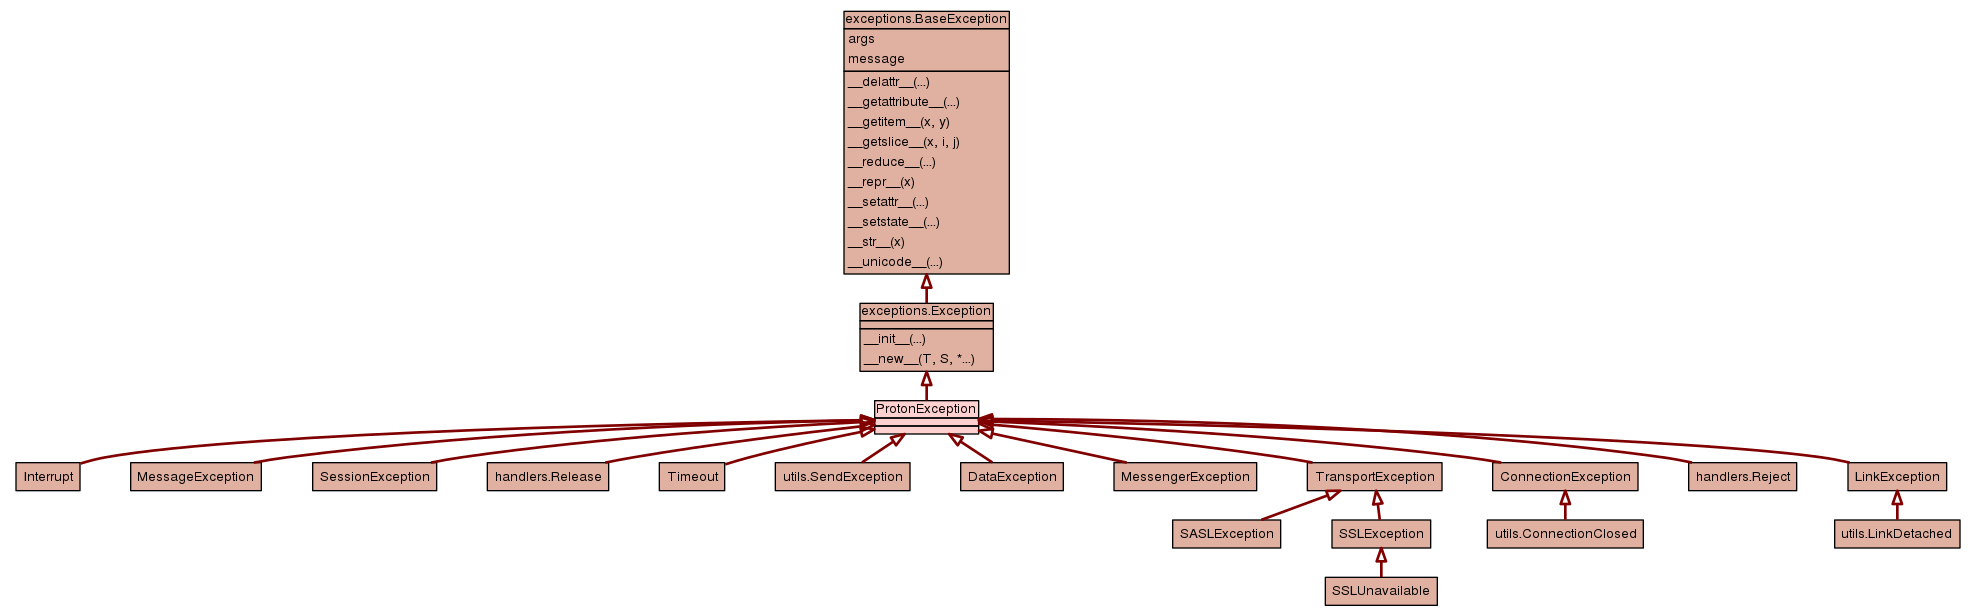 exceptions.BaseException
args
message
__delattr__(...)
__getattribute__(...)
__getitem__(x, y)
__getslice__(x, i, j)
__reduce__(...)
__repr__(x)
__setattr__(...)
__setstate__(...)
__str__(x)
__unicode__(...)
exceptions.Exception
__init__(...)
__new__(T, S, *...)
ProtonException
Interrupt
MessageException
SessionException
handlers.Release
Timeout
utils.SendException
DataException
MessengerException
TransportException
ConnectionException
handlers.Reject
LinkException
SASLException
SSLException
utils.ConnectionClosed
utils.LinkDetached
SSLUnavailable